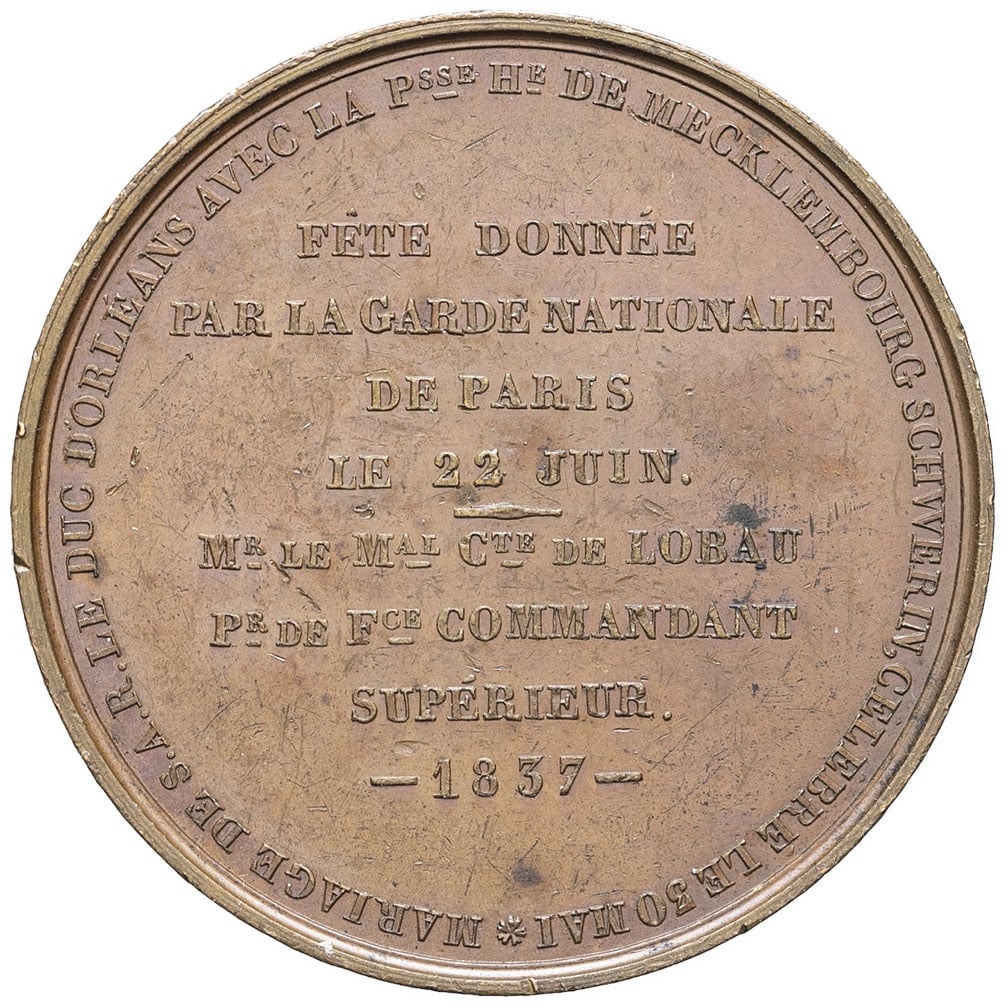 MARIAGE DE S.A.R. LE DUC D'ORLÉANS AVEC LA PSSE HE DE MECKLEMBOURG SCHWERIN, CELEBRE LE 30 MAI *
FÊTE DONNÉE
PAR LA GARDE NATIONALE
DE PARIS
LE 22 JUIN.
MR LE MAL CTE DE LOBAU
PR DE FCE COMMANDANT
SUPÉRIEUR.
— 1837 —